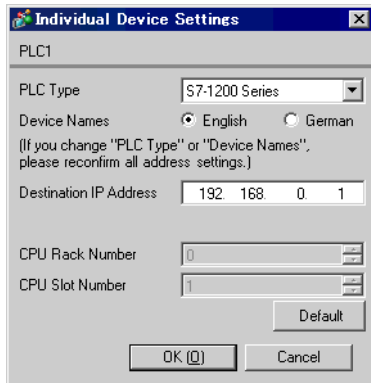 Individual Device Settings
PLC1
PLC Type S7-1200 Series
Device Names English German
(If you change "PLC Type" or "Device Names",
please reconfirm all address settings.)
Destination IP Address 192. 168. 0. 1
CPU Rack Number 0
CPU Slot Number 1
Default
OK (O) Cancel